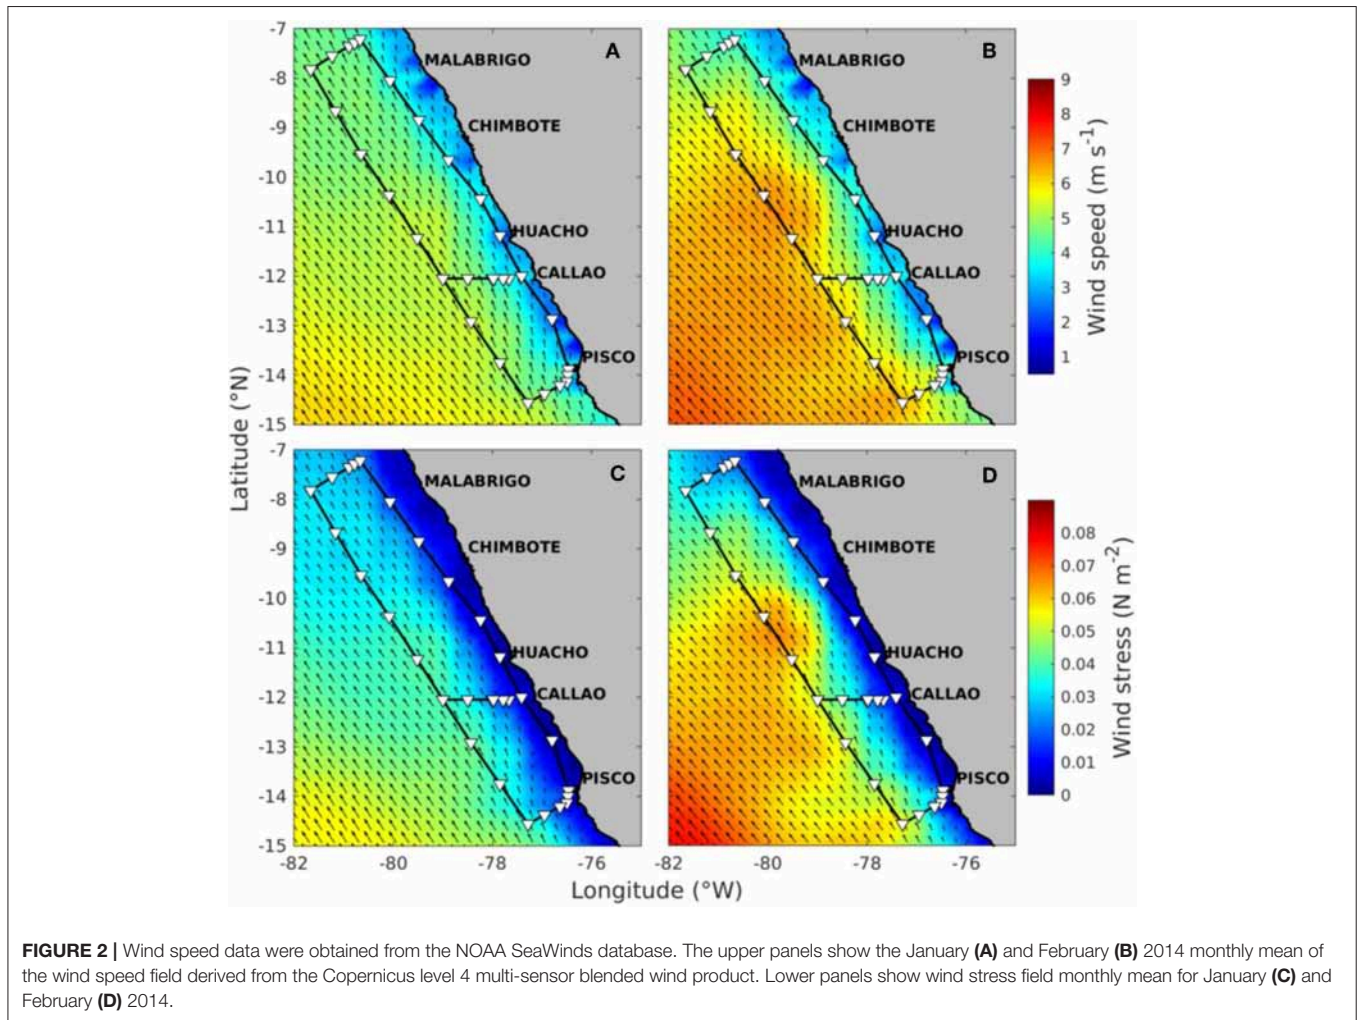 -7
-8
-9
-10
-11
-12
-13
-14
-15
A
MALABRIGO
CHIMBOTE
HUACHO
CALLAO
PISCO
B
MALABRIGO
CHIMBOTE
HUACHO
CALLAO
PISCO
9
8
7
6
5
4
3
2
1
Wind speed (m s-1)
Latitude (°N)
-7
-8
-9
-10
-11
-12
-13
-14
-15
C
MALABRIGO
CHIMBOTE
HUACHO
CALLAO
PISCO
D
MALABRIGO
CHIMBOTE
HUACHO
CALLAO
PISCO
0.08
0.07
0.06
0.05
0.04
0.03
0.02
0.01
0
Wind stress (N m-2)
-82 -80 -78 -76
-82 -80 -78 -76
Longitude (°W)
FIGURE 2 | Wind speed data were obtained from the NOAA SeaWinds database. The upper panels show the January (A) and February (B) 2014 monthly mean of
the wind speed field derived from the Copernicus level 4 multi-sensor blended wind product. Lower panels show wind stress field monthly mean for January (C) and
February (D) 2014.